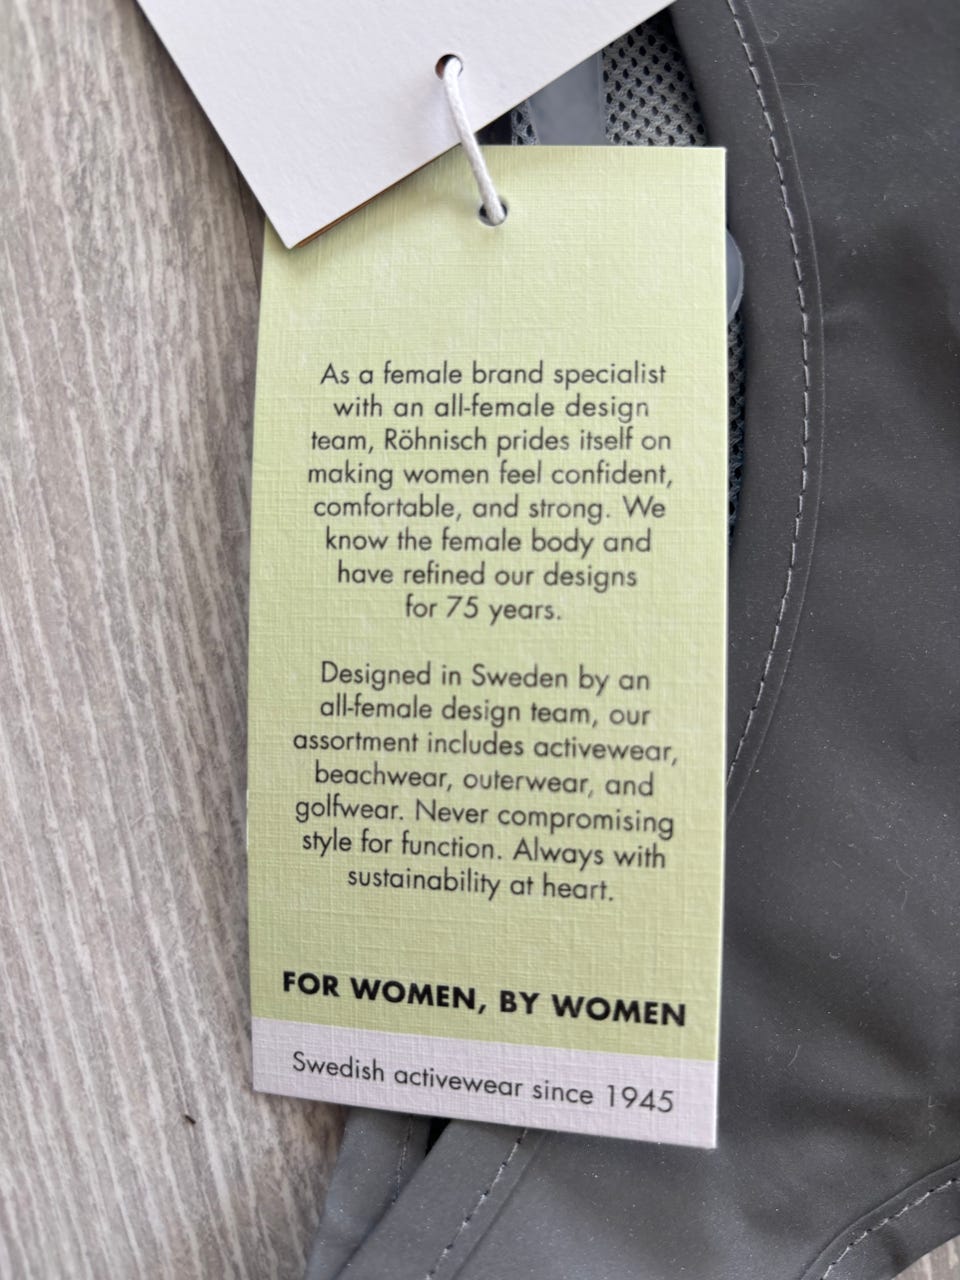 As a female brand specialist
with an all-female design
team, Röhnisch prides itself on
making women feel confident,
comfortable, and strong. We
know the female body and
have refined our designs
for 75 years.
Designed in Sweden by an
all-female design team, our
assortment includes activewear,
beachwear, outerwear, and
golfwear. Never compromising
style for function. Always with
sustainability at heart.
FOR WOMEN, BY WOMEN
Swedish activewear since 1945